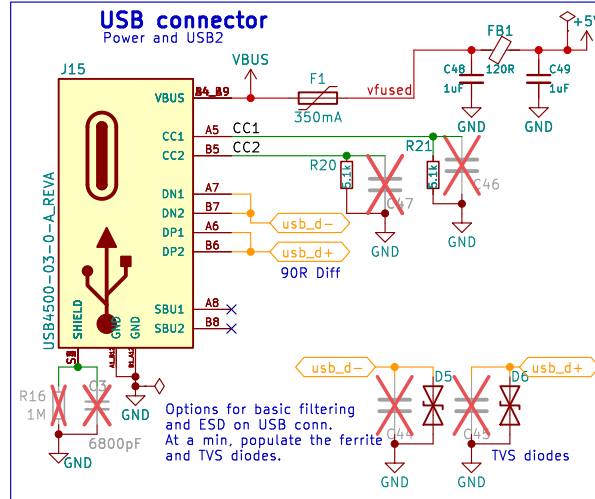 USB connector
Power and USB2
J15
VBUS
F1
350mA
vfused
FB1
120R
+5V
C48
1uF
C49
1uF
GND
GND
VBUS
CC1
A5
CC1
CC2
B5
CC2
R20
5.1k
R21
5.1k
C47
C46
GND
GND
DN1
A7
DN2
B7
DP1
A6
DP2
B6
usb_d-
usb_d+
90R Diff
SBU1
A8
SBU2
B8
USB4500-03-0-A_REVA
SHIELD
GND
GND
R16
1M
C3
6800pF
GND
GND
Options for basic filtering
and ESD on USB conn.
At a min, populate the ferrite
and TVS diodes.
usb_d-
usb_d+
C44
D5
C45
D6
GND
GND
TVS diodes